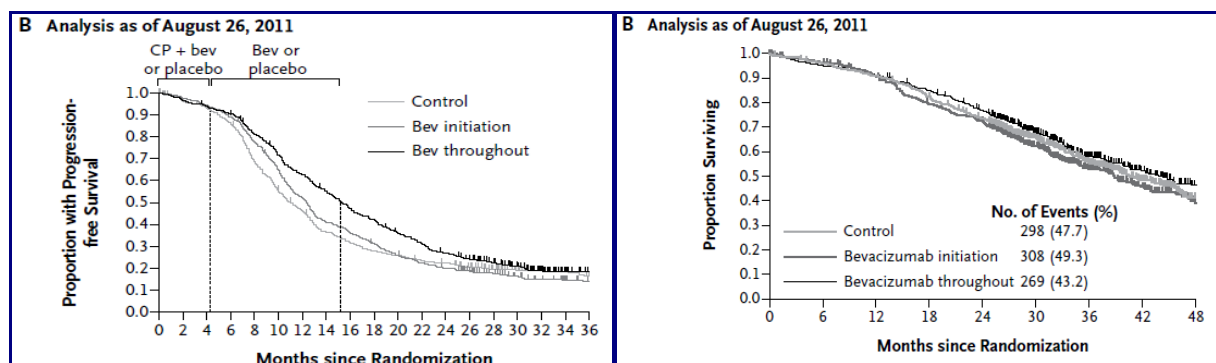 B Analysis as of August 26, 2011
CP + bev
or placebo
Bev or
placebo
Proportion with Progression-
free Survival
1.0
0.9
0.8
0.7
0.6
0.5
0.4
0.3
0.2
0.1
0.0
Control
Bev initiation
Bev throughout
0 2 4 6 8 10 12 14 16 18 20 22 24 26 28 30 32 34 36
Months since Randomization
B Analysis as of August 26, 2011
Proportion Surviving
1.0
0.9
0.8
0.7
0.6
0.5
0.4
0.3
0.2
0.1
0.0
No. of Events (%)
Control 298 (47.7)
Bevacizumab initiation 308 (49.3)
Bevacizumab throughout 269 (43.2)
0 6 12 18 24 30 36 42 48
Months since Randomization